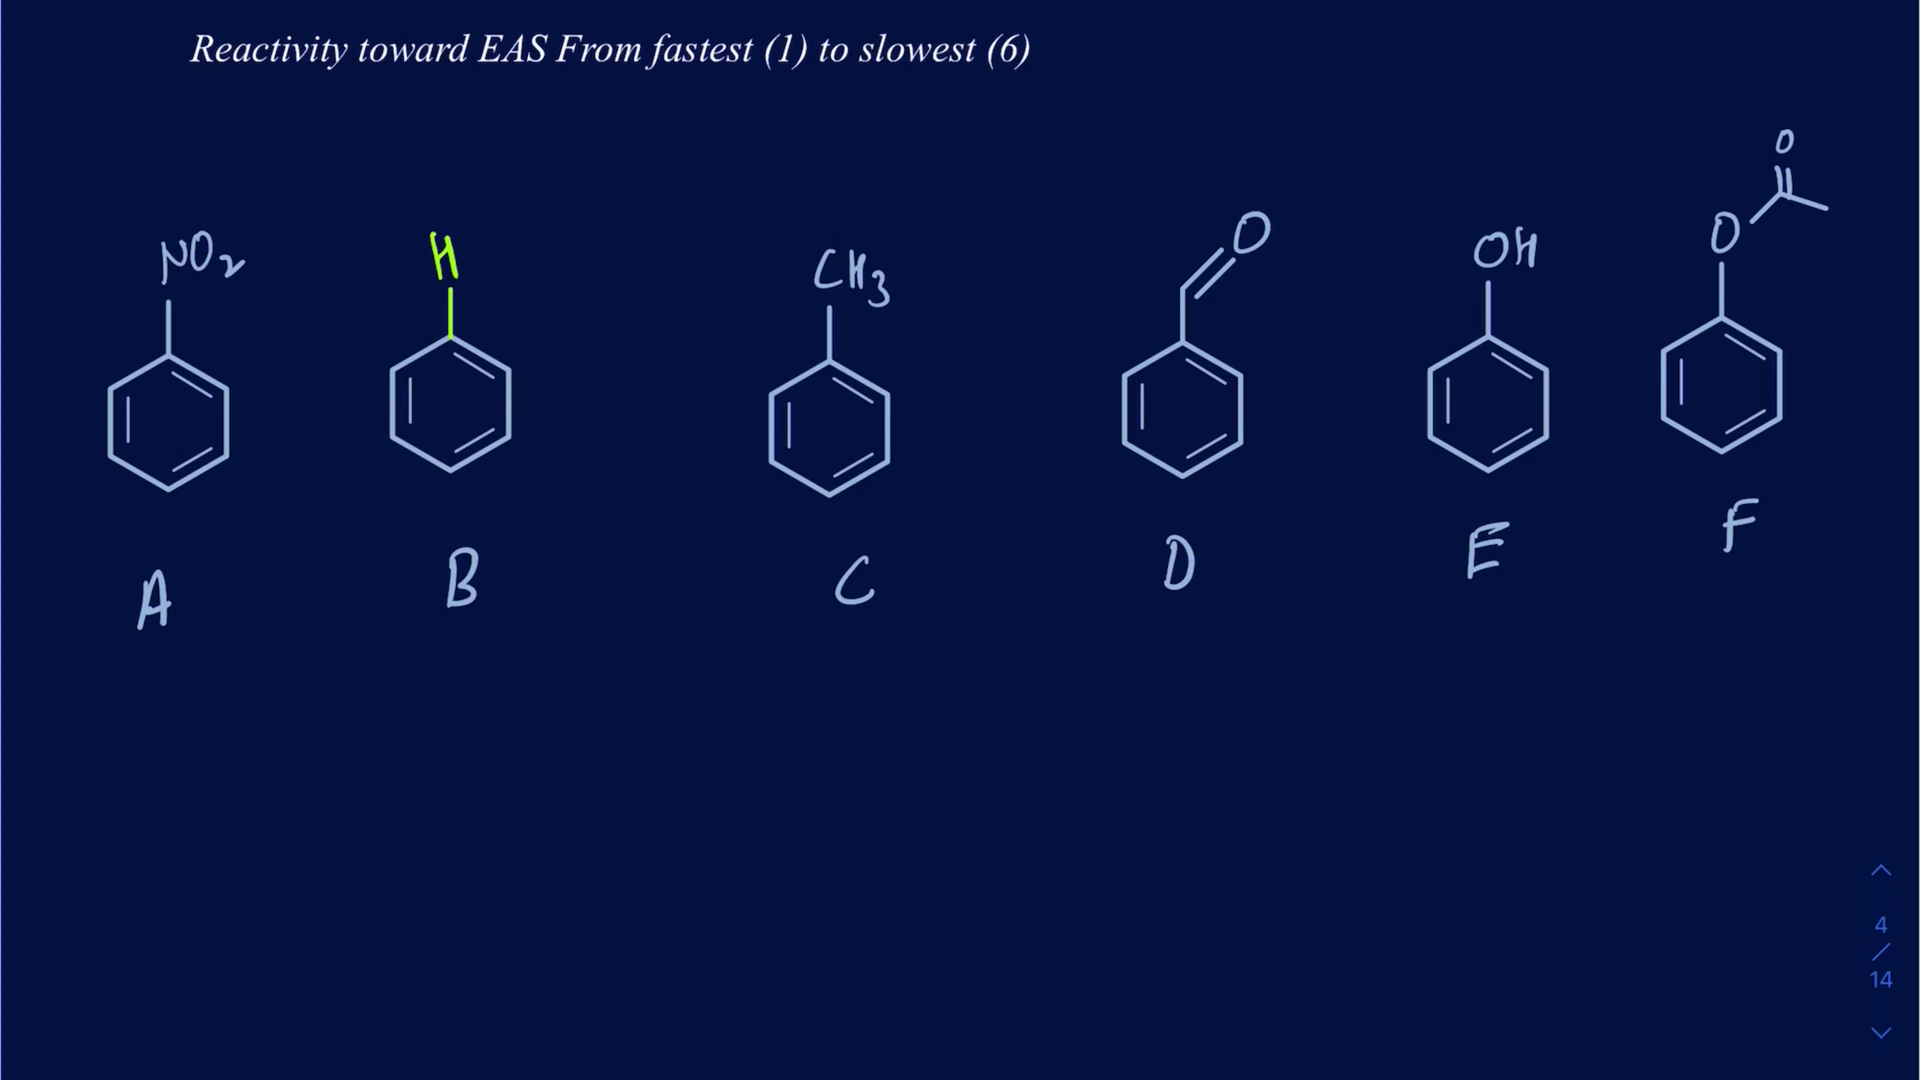 Reactivity toward EAS From fastest (1) to slowest (6)
O
NO2 H CH3 O OH O
A B C D E F
4
/
14